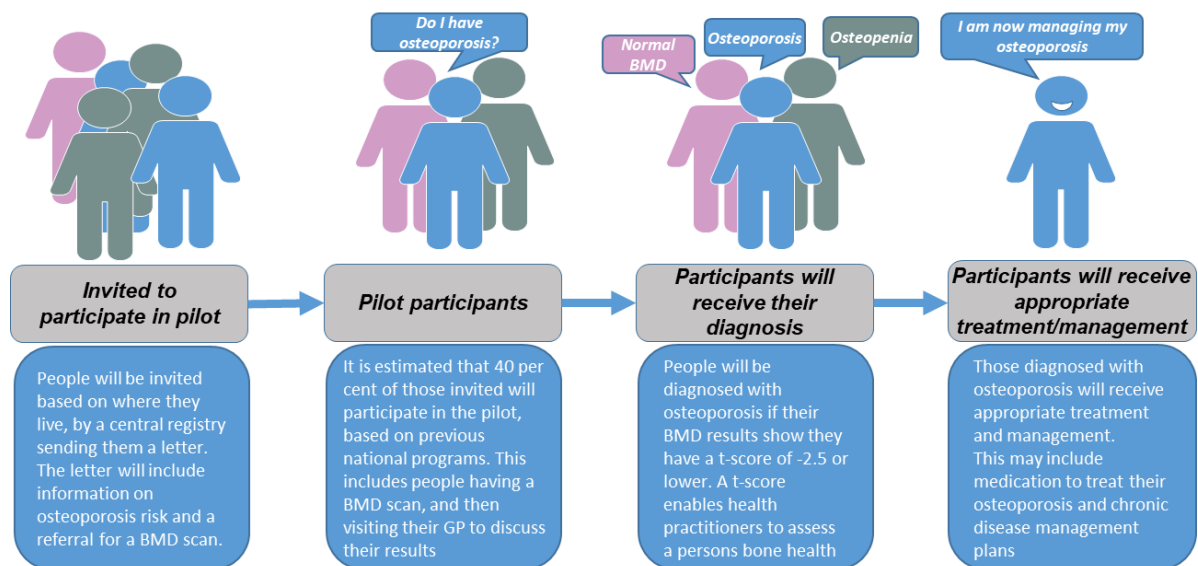 Do I have
osteoporosis?
Normal
BMD
Osteoporosis
Osteopenia
I am now managing my
osteoporosis
Invited to
participate in pilot
Pilot participants
Participants will
receive their
diagnosis
Participants will receive
appropriate
treatment/management
People will be invited
based on where they
live, by a central registry
sending them a letter.
The letter will include
information on
osteoporosis risk and a
referral for a BMD scan.
It is estimated that 40 per
cent of those invited will
participate in the pilot,
based on previous
national programs. This
includes people having a
BMD scan, and then
visiting their GP to discuss
their results
People will be
diagnosed with
osteoporosis if their
BMD results show they
have a t-score of -2.5 or
lower. A t-score
enables health
practitioners to assess
a persons bone health
Those diagnosed with
osteoporosis will receive
appropriate treatment
and management.
This may include
medication to treat their
osteoporosis and chronic
disease management
plans